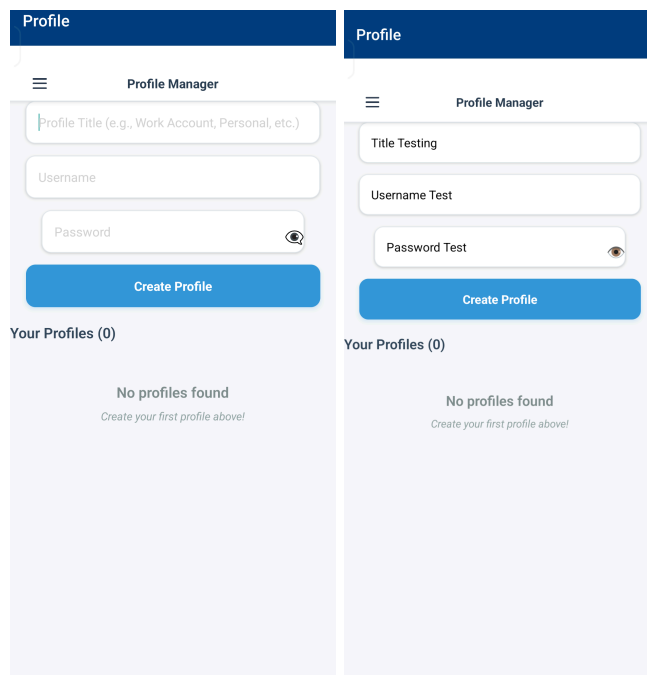 Profile
Profile Manager
Profile Title (e.g., Work Account, Personal, etc.)
Username
Password
Create Profile
Your Profiles (0)
No profiles found
Create your first profile above!
Profile
Profile Manager
Title Testing
Username Test
Password Test
Create Profile
Your Profiles (0)
No profiles found
Create your first profile above!